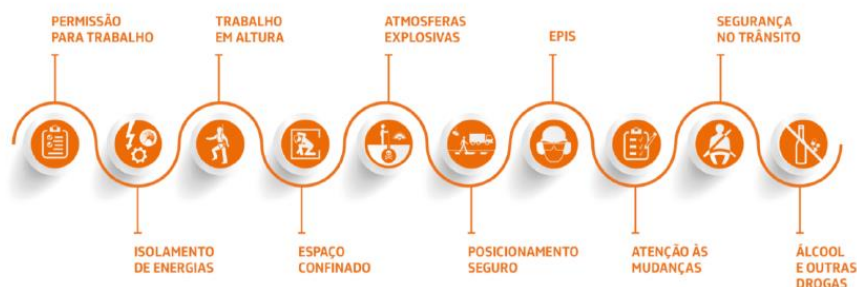 PERMISSÃO
PARA TRABALHO
TRABALHO
EM ALTURA
ATMOSFERAS
EXPLOSIVAS
EPIS
SEGURANÇA
NO TRÂNSITO
ISOLAMENTO
DE ENERGIAS
ESPAÇO
CONFINADO
POSICIONAMENTO
SEGURO
ATENÇÃO ÀS
MUDANÇAS
ÁLCOOL
E OUTRAS
DROGAS